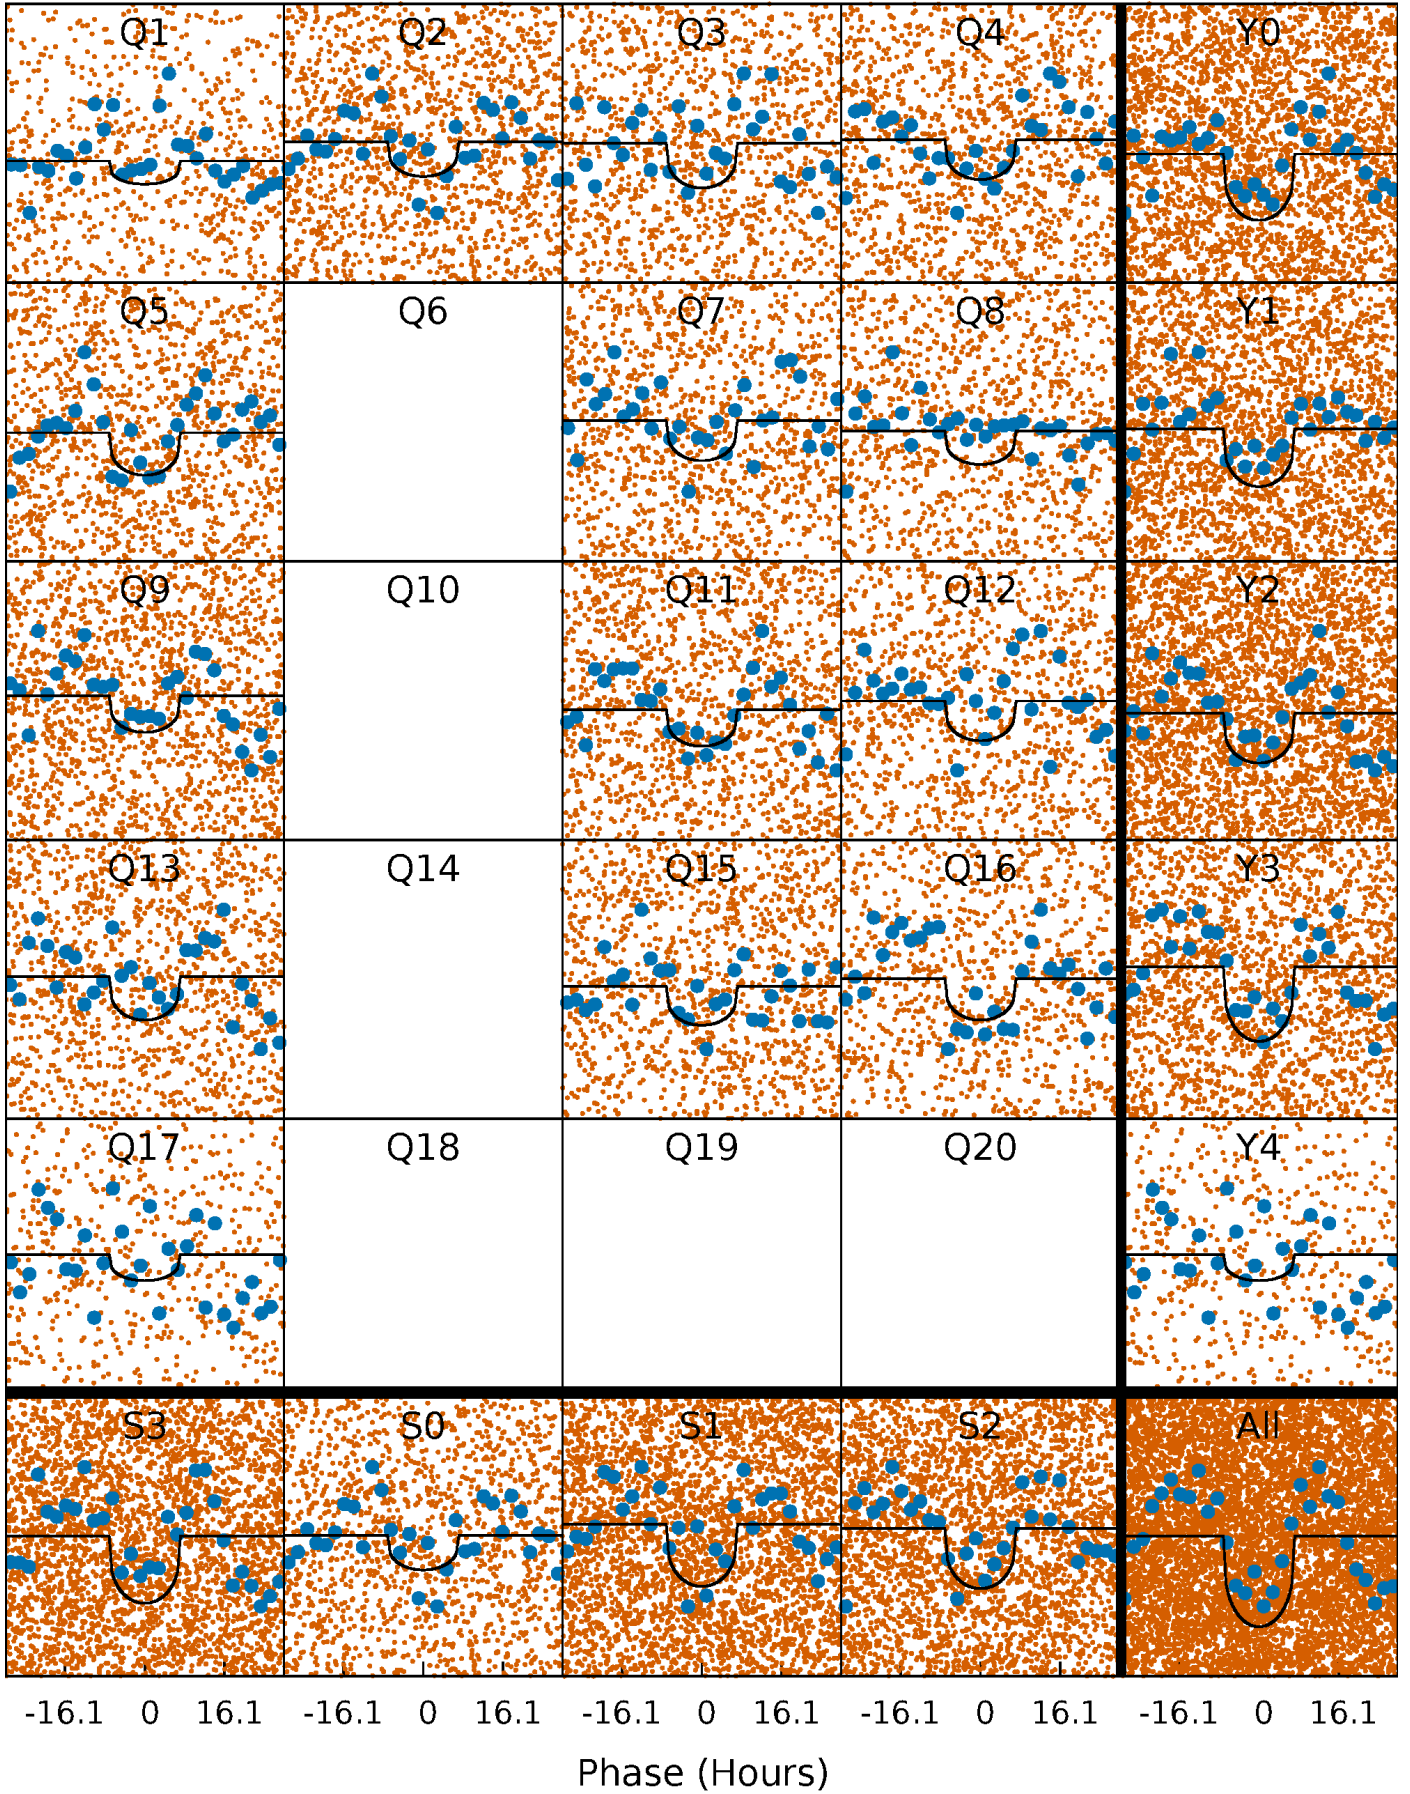 Q1 Q2 Q3 Q4 Y0
Q5 Q6 Q7 Q8 Y1
Q9 Q10 Q11 Q12 Y2
Q13 Q14 Q15 Q16 Y3
Q17 Q18 Q19 Q20 Y4
S3 S0 S1 S2 All
-16.1 0 16.1 -16.1 0 16.1 -16.1 0 16.1 -16.1 0 16.1 -16.1 0 16.1
Phase (Hours)